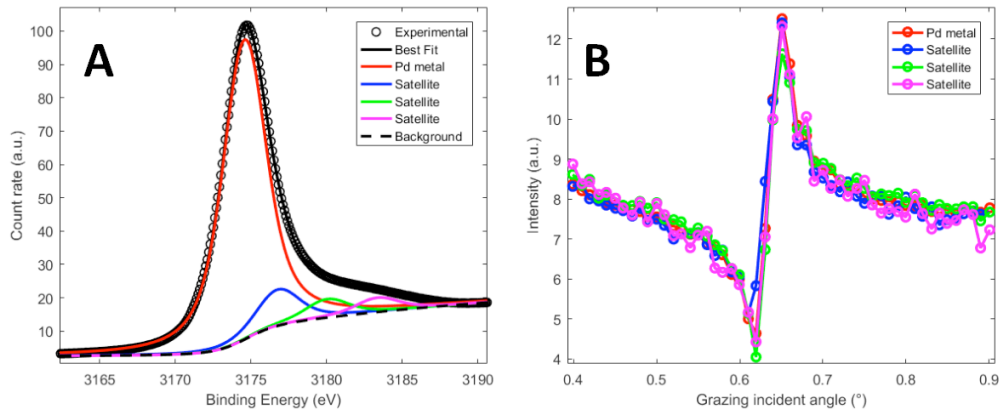 A
Experimental
Best Fit
Pd metal
Satellite
Satellite
Satellite
Background
Count rate (a.u.)
100
90
80
70
60
50
40
30
20
10
3165
3170
3175
3180
3185
3190
Binding Energy (eV)
B
Pd metal
Satellite
Satellite
Satellite
Intensity (a.u.)
12
11
10
9
8
7
6
5
4
0.4
0.5
0.6
0.7
0.8
0.9
Grazing incident angle (°)